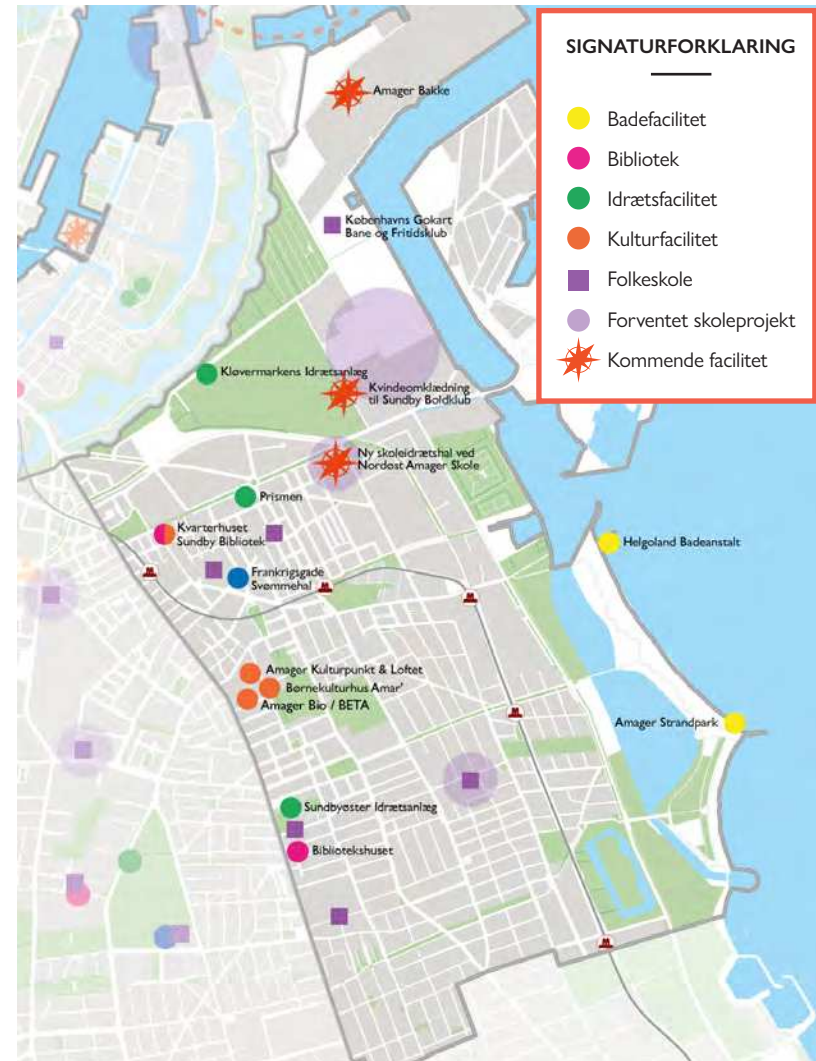 SIGNATURFORKLARING
Badefacilitet
Bibliotek
Idrætsfacilitet
Kulturfacilitet
Folkeskole
Forventet skoleprojekt
Kommende facilitet
Amager Bakke
Københavns Gokart
Bane og Fritidsklub
Kløvermarkens Idrætsanlæg
Kvindeomklædning
til Sundby Boldklub
Ny skoleidrætshal ved
Nordøst Amager Skole
Prismen
Kvarterhuset
Sundby Bibliotek
Frankrigsgade
Svømmehal
Helgoland Badeanstalt
Amager Kulturpunkt & Loftet
Børnekulturhus Amar'
Amager Bio / BETA
Amager Strandpark
Sundbyøster Idrætsanlæg
Bibliotekshuset